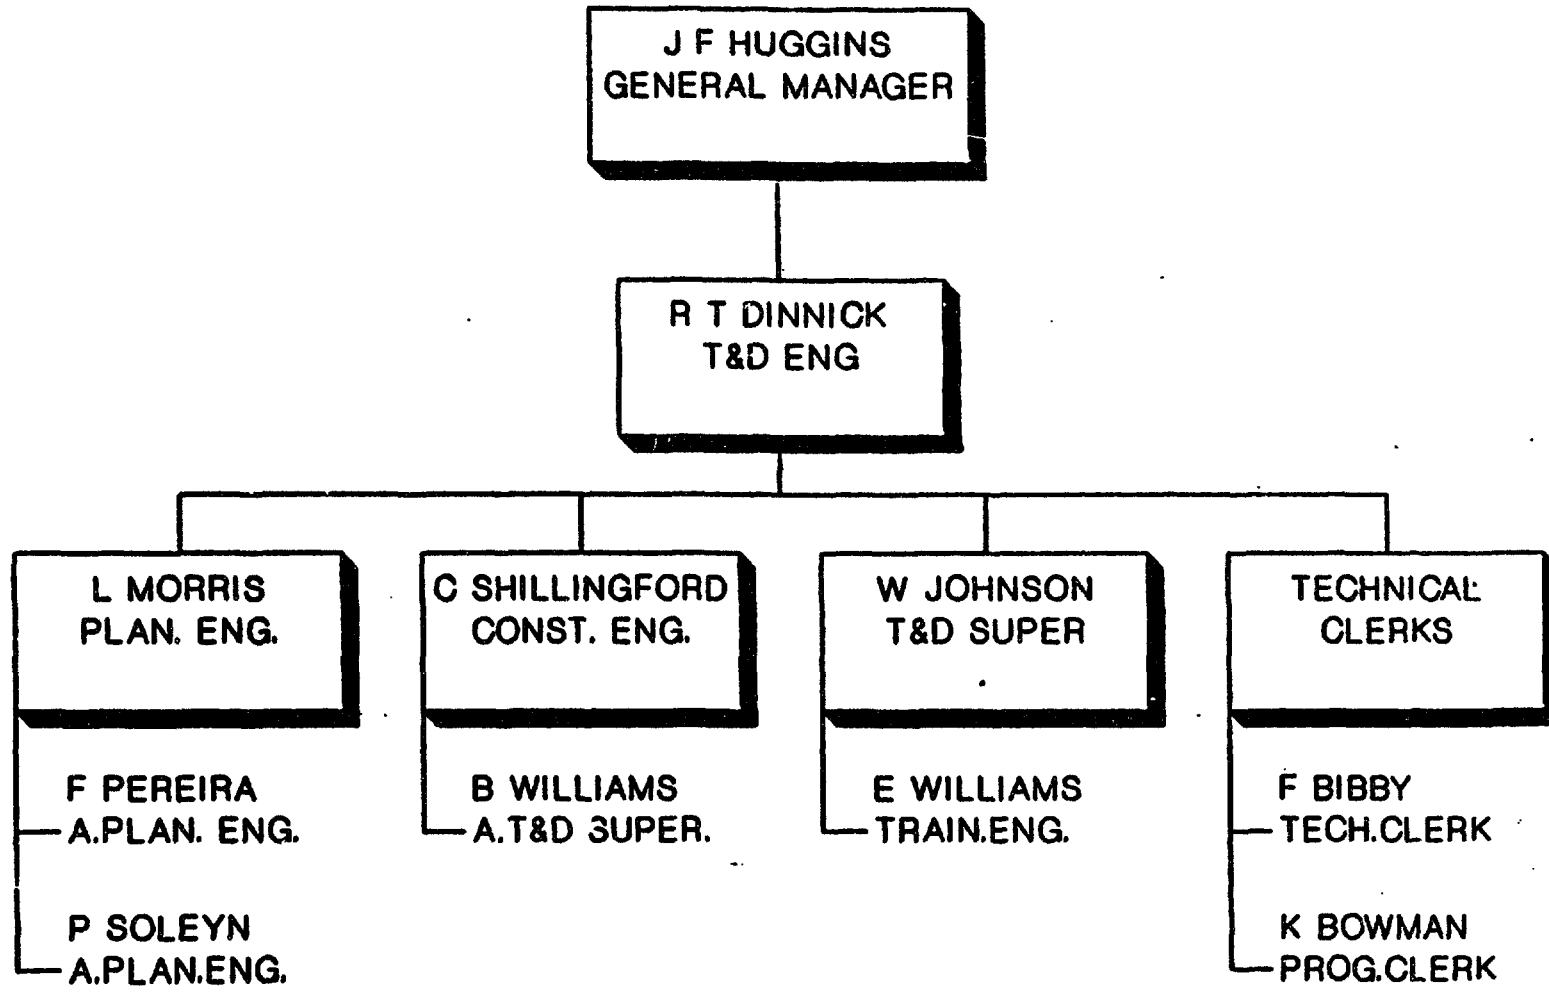 J F HUGGINS
GENERAL MANAGER
R T DINNICK
T&D ENG
L MORRIS
PLAN. ENG.
F PEREIRA
A.PLAN. ENG.
P SOLEYN
A.PLAN.ENG.
C SHILLINGFORD
CONST. ENG.
B WILLIAMS
A.T&D SUPER.
W JOHNSON
T&D SUPER
E WILLIAMS
TRAIN.ENG.
TECHNICAL
CLERKS
F BIBBY
TECH.CLERK
K BOWMAN
PROG.CLERK